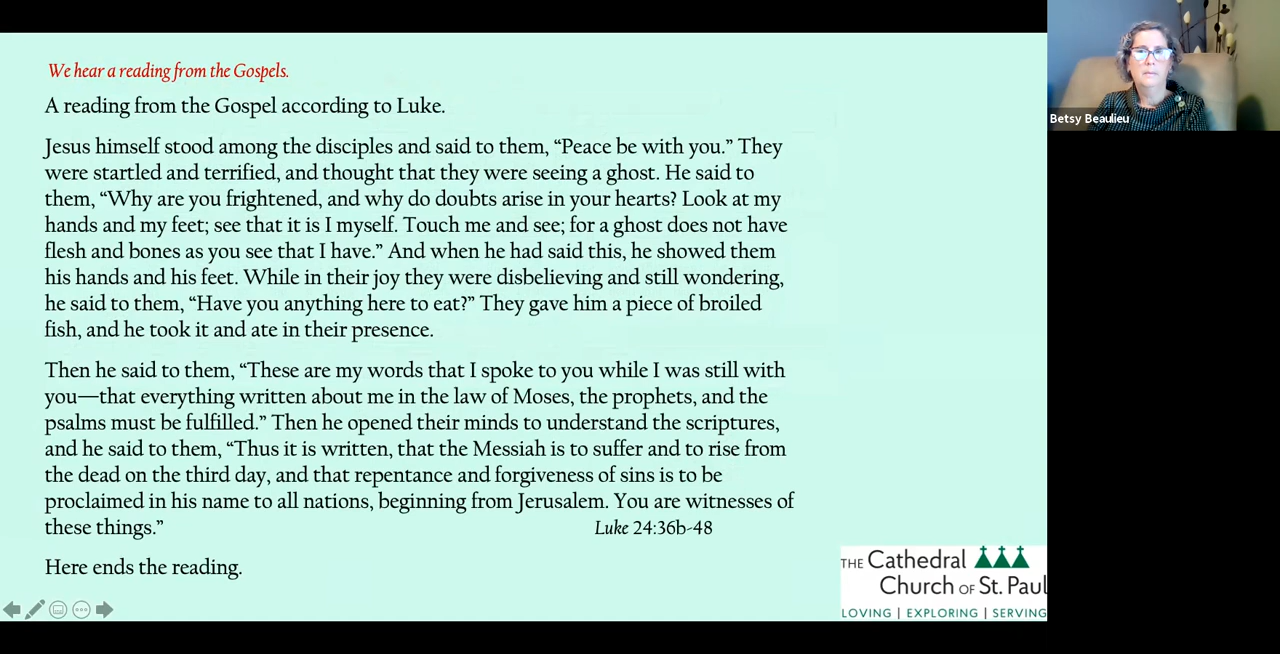 We hear a reading from the Gospels.
A reading from the Gospel according to Luke.
Jesus himself stood among the disciples and said to them, “Peace be with you.” They
were startled and terrified, and thought that they were seeing a ghost. He said to
them, “Why are you frightened, and why do doubts arise in your hearts? Look at my
hands and my feet; see that it is I myself. Touch me and see; for a ghost does not have
flesh and bones as you see that I have.” And when he had said this, he showed them
his hands and his feet. While in their joy they were disbelieving and still wondering,
he said to them, “Have you anything here to eat?” They gave him a piece of broiled
fish, and he took it and ate in their presence.
Then he said to them, “These are my words that I spoke to you while I was still with
you—that everything written about me in the law of Moses, the prophets, and the
psalms must be fulfilled.” Then he opened their minds to understand the scriptures,
and he said to them, “Thus it is written, that the Messiah is to suffer and to rise from
the dead on the third day, and that repentance and forgiveness of sins is to be
proclaimed in his name to all nations, beginning from Jerusalem. You are witnesses of
these things.” Luke 24:36b-48
Here ends the reading.
THE Cathedral
Church OF St. Paul
LOVING | EXPLORING | SERVING
Betsy Beaulieu